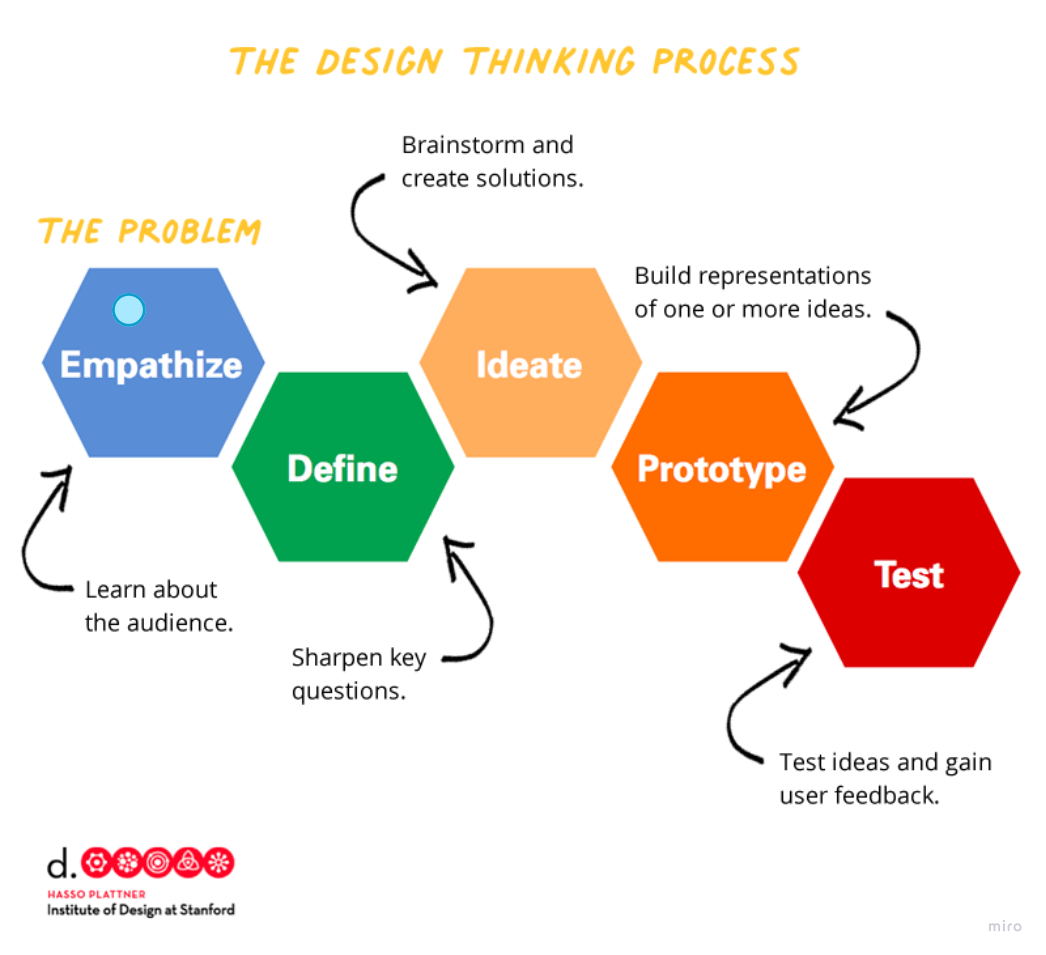 THE DESIGN THINKING PROCESS
Brainstorm and
create solutions.
THE PROBLEM
Build representations
of one or more ideas.
Empathize
Ideate
Define
Prototype
Test
Learn about
the audience.
Sharpen key
questions.
Test ideas and gain
user feedback.
d.
HASSO PLATTNER
Institute of Design at Stanford
miro